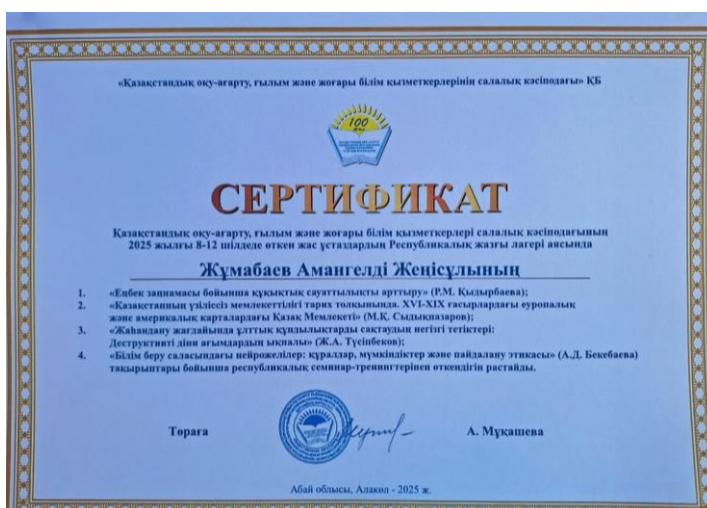 «Қазақстандық оқу-ағарту, ғылым және жоғары білім қызметкерлерінің салалық кәсіподағы» ҚБ
100
жыл
СЕРТИФИКАТ
Қазақстандық оқу-ағарту, ғылым және жоғары білім қызметкерлері салалық кәсіподағының
2025 жылғы 8-12 шілделе өткен жас ұстаздардың Республикалық жазғы лагері аясында
Жұмабаев Амангелді Жеңісұлының
1. «Еңбек заңнамасы бойынша құқықтық сауаттылықты арттыру» (Р.М. Қыдырбаева);
2. «Қазақстанның үзіліссіз мемлекеттілігі тарих толқынында. XVI-XIX ғасырлардағы еуропалық
және америкалық карталардағы Қазақ Мемлекеті» (М.Қ. Сыдықназаров);
3. «Жаһандану жағдайында ұлттық құндылықтарды сақтаудың негізгі тетіктері:
Деструктивті діни ағымдардың ықпалы» (Ж.А. Түсіпбеков);
4. «Білім беру саласындағы нейрожелілер: құралдар, мүмкіндіктер және пайдалану этикасы» (А.Д. Бекебаева)
тақырыптары бойынша республикалық семинар-тренингтерінен өткендігін растайды.
Төраға А. Мұқашева
Абай облысы, Алакөл - 2025 ж.